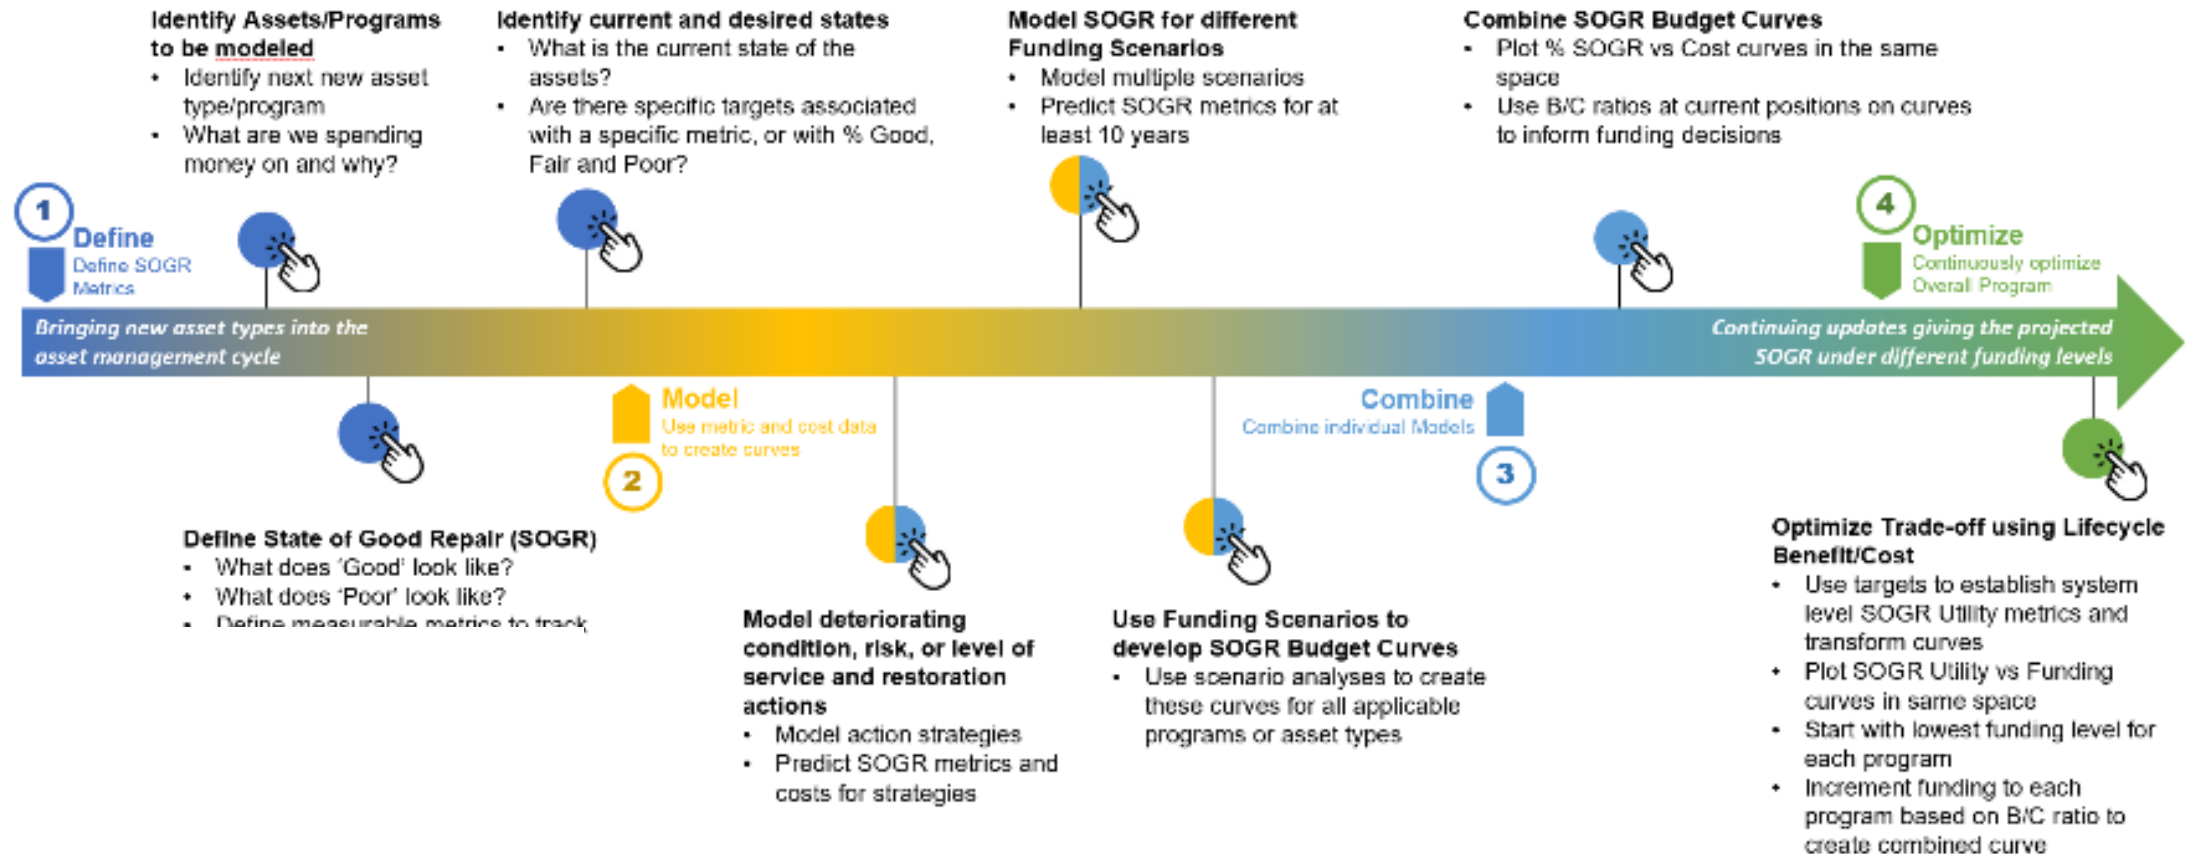 Identify Assets/Programs
to be modeled
• Identify next new asset
type/program
• What are we spending
money on and why?
Identify current and desired states
• What is the current state of the
assets?
• Are there specific targets associated
with a specific metric, or with % Good,
Fair and Poor?
Model SOGR for different
Funding Scenarios
• Model multiple scenarios
• Predict SOGR metrics for at
least 10 years
Combine SOGR Budget Curves
• Plot % SOGR vs Cost curves in the same
space
• Use B/C ratios at current positions on curves
to inform funding decisions
1
Define
Define SOGR
Metrics
4
Optimize
Continuously optimize
Overall Program
Bringing new asset types into the
asset management cycle
Continuing updates giving the projected
SOGR under different funding levels
Model
Use metric and cost data
to create curves
2
Combine
Combine individual Models
3
Define State of Good Repair (SOGR)
• What does ‘Good’ look like?
• What does ‘Poor’ look like?
• Define measurable metrics to track
Model deteriorating
condition, risk, or level of
service and restoration
actions
• Model action strategies
• Predict SOGR metrics and
costs for strategies
Use Funding Scenarios to
develop SOGR Budget Curves
• Use scenario analyses to create
these curves for all applicable
programs or asset types
Optimize Trade-off using Lifecycle
Benefit/Cost
• Use targets to establish system
level SOGR Utility metrics and
transform curves
• Plot SOGR Utility vs Funding
curves in same space
• Start with lowest funding level for
each program
• Increment funding to each
program based on B/C ratio to
create combined curve